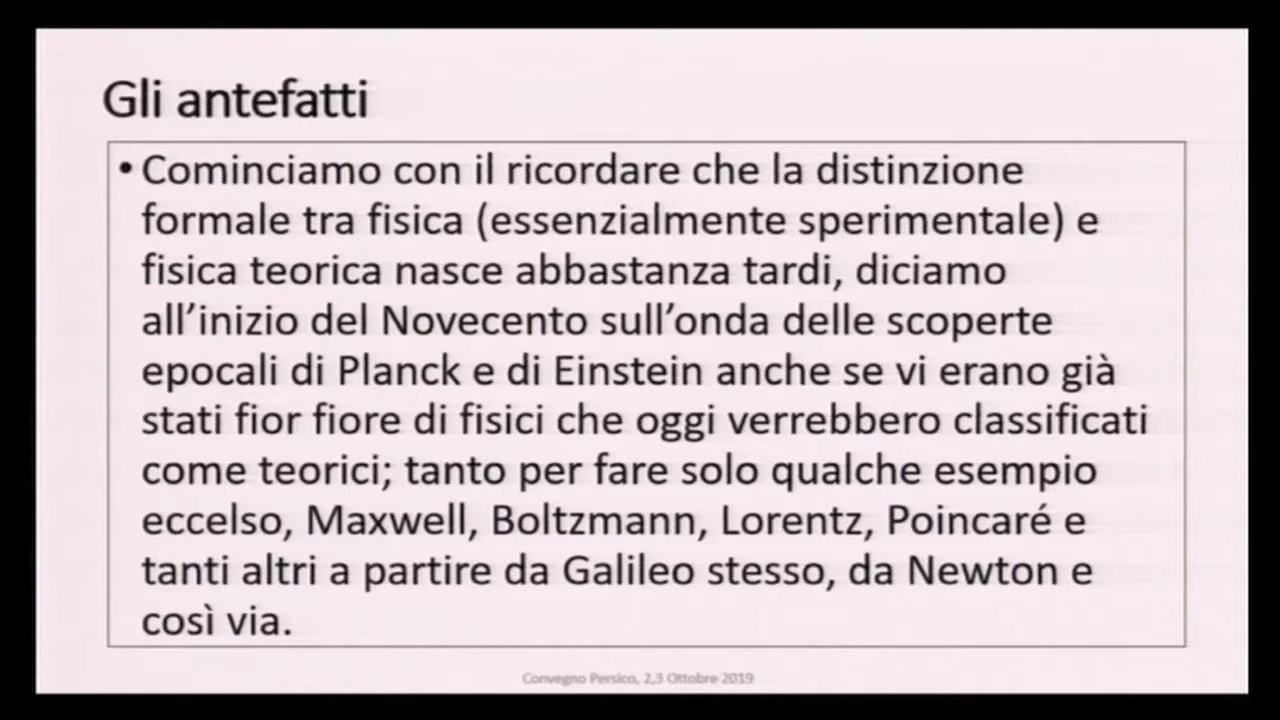 Gli antefatti
• Cominciamo con il ricordare che la distinzione
formale tra fisica (essenzialmente sperimentale) e
fisica teorica nasce abbastanza tardi, diciamo
all’inizio del Novecento sull’onda delle scoperte
epocali di Planck e di Einstein anche se vi erano già
stati fior fiore di fisici che oggi verrebbero classificati
come teorici; tanto per fare solo qualche esempio
eccelso, Maxwell, Boltzmann, Lorentz, Poincaré e
tanti altri a partire da Galileo stesso, da Newton e
così via.
Convegno Persico, 2,3 Ottobre 2019